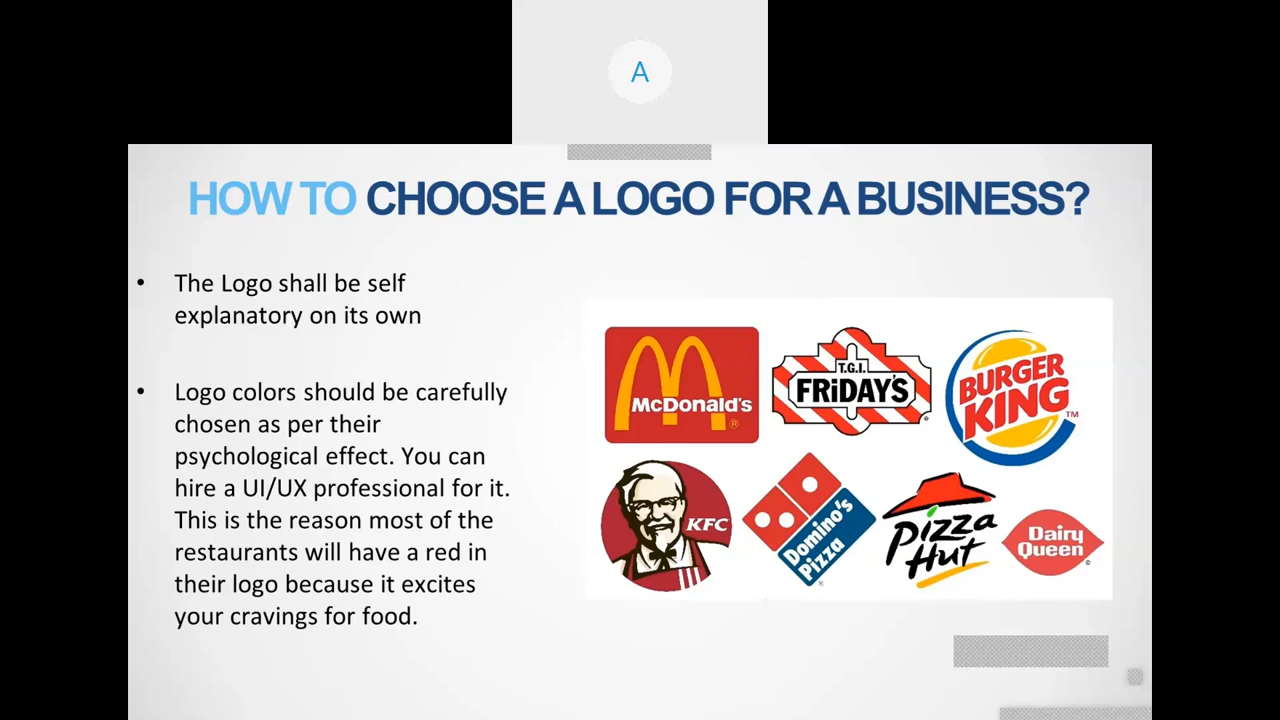 A
HOW TO CHOOSE A LOGO FOR A BUSINESS?
• The Logo shall be self
explanatory on its own
• Logo colors should be carefully
chosen as per their
psychological effect. You can
hire a UI/UX professional for it.
This is the reason most of the
restaurants will have a red in
their logo because it excites
your cravings for food.
McDonald's
®
T.G.I.
FRiDAY'S
®
BURGER
KING
TM
KFC
Domino's
Pizza
Pizza
Hut
Dairy
Queen